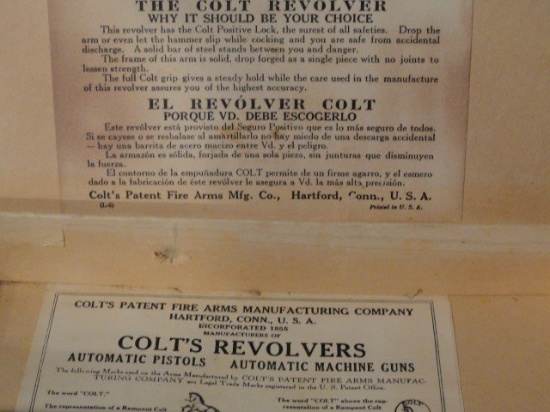 THE COLT REVOLVER
WHY IT SHOULD BE YOUR CHOICE
This revolver has the Colt Positive Lock, the surest of all safeties. Drop the
arm or even let the hammer slip while cocking and you are safe from accidental
discharge. A solid bar of steel stands between you and danger.
The frame of this arm is solid, drop forged as a single piece with no joints to
lessen strength.
The full Colt grip gives a steady hold while the care used in the manufacture
of this revolver assures you of the highest accuracy.
EL REVÓLVER COLT
PORQUÉ VD. DEBE ESCOGERLO
Este revólver está provisto del Seguro Positivo que es lo más seguro de todos.
Si se cayese o se resbalase al amartillarlo no hay miedo de una descarga accidental
— hay una barrita de acero macizo entre Vd. y el peligro.
La armazón es sólida, forjada de una sola pieza, sin junturas que disminuyen
la fuerza.
El contorno de la empuñadura COLT permite de un firme agarro, y el esmero
dado a la fabricación de éste revólver le asegura a Vd. la más alta precisión.
Colt's Patent Fire Arms Mfg. Co., Hartford, Conn., U. S. A.
Printed in U. S. A.
COLT'S PATENT FIRE ARMS MANUFACTURING COMPANY
HARTFORD, CONN., U. S. A.
INCORPORATED 1855
MANUFACTURERS OF
COLT'S REVOLVERS
AUTOMATIC PISTOLS AUTOMATIC MACHINE GUNS
The following Marks used on the Arms Manufactured by COLT'S PATENT FIRE ARMS MANUFAC-
TURING COMPANY are Legal Trade Marks registered in the U. S. Patent Office.
The word "COLT." The word "COLT" above the rep-
The representation of a Rampant Colt resentation of a Rampant Colt